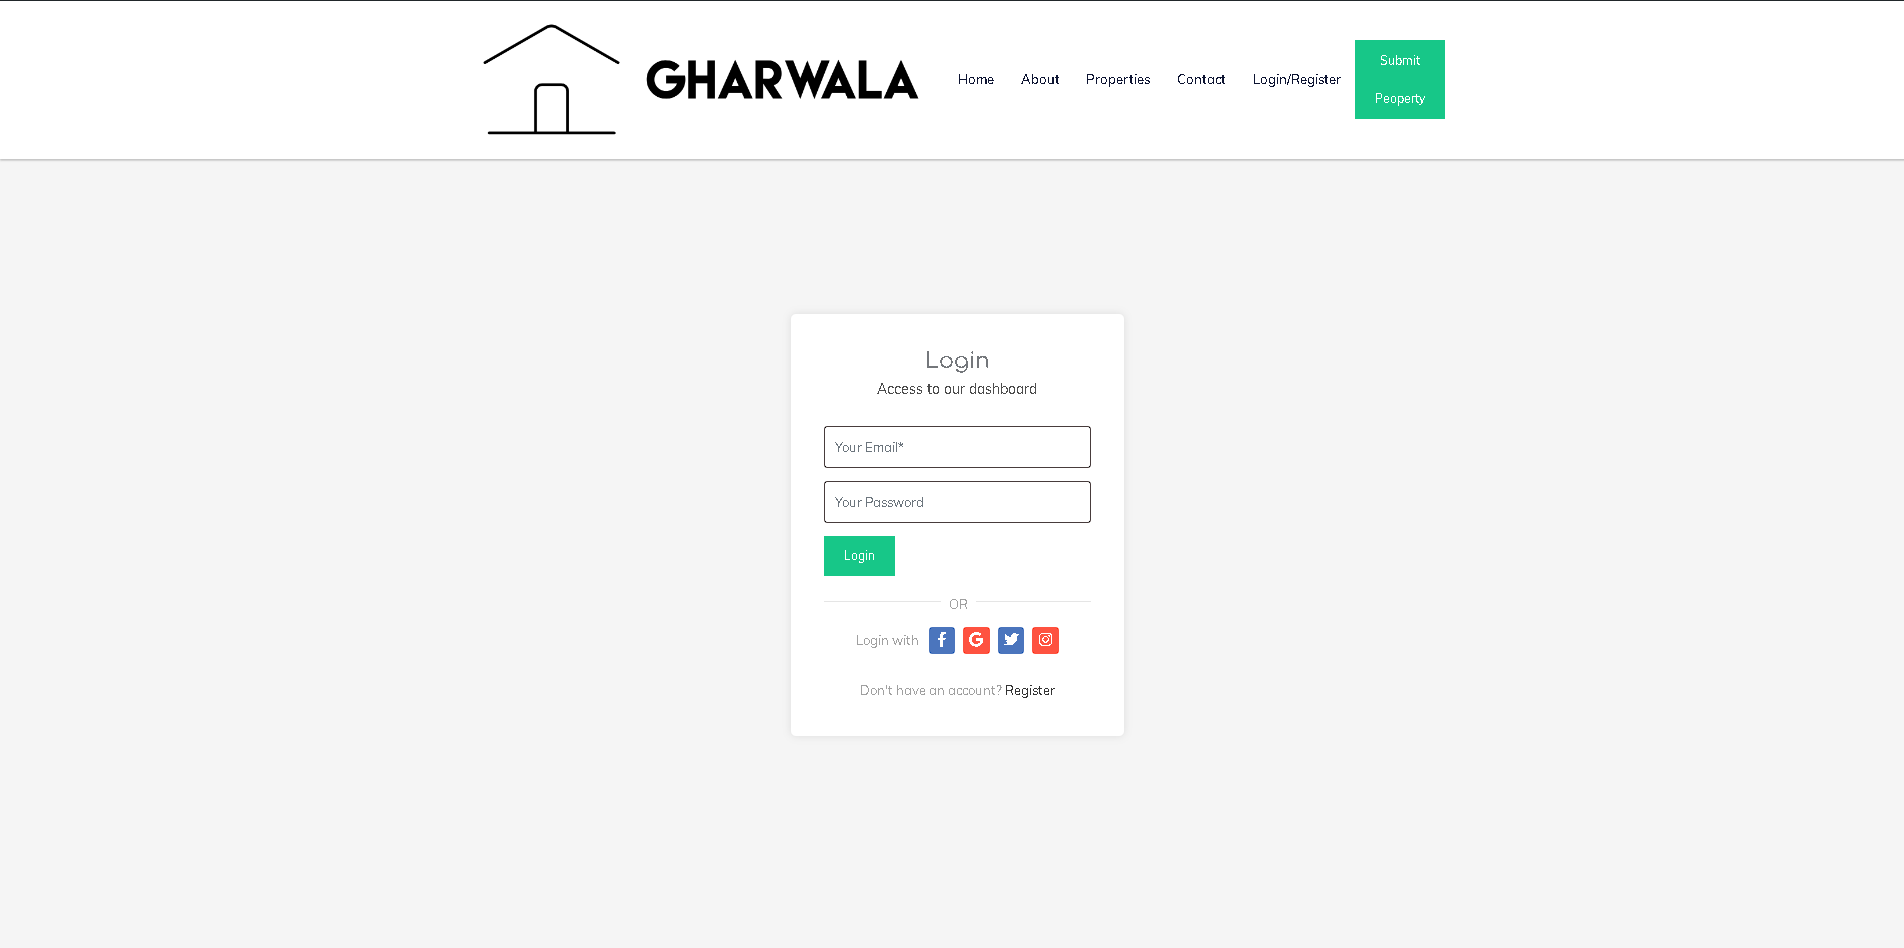 GHARWALA
Home About Properties Contact Login/Register
Submit
Peoperty
Login
Access to our dashboard
Your Email*
Your Password
Login
OR
Login with
Don't have an account? Register